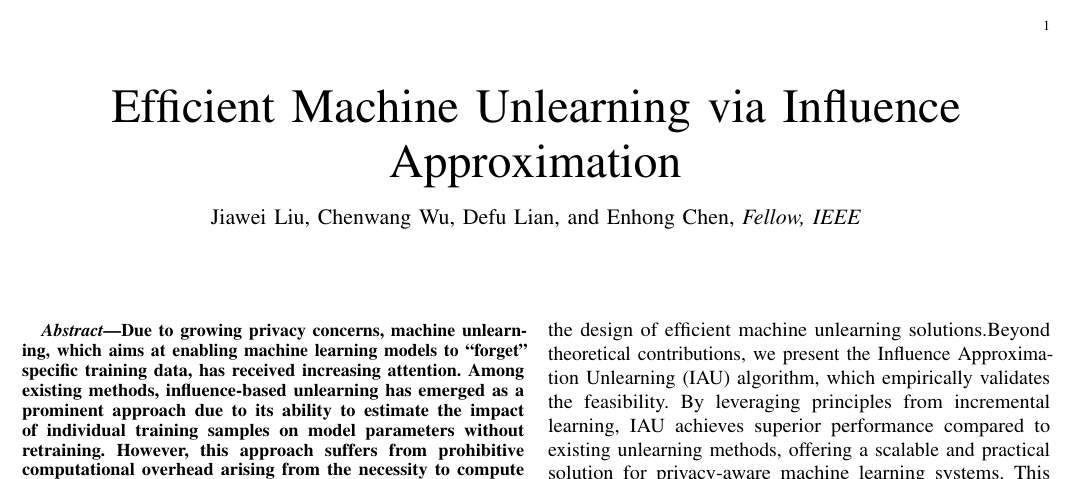 1
Efficient Machine Unlearning via Influence
Approximation
Jiawei Liu, Chenwang Wu, Defu Lian, and Enhong Chen, Fellow, IEEE
Abstract—Due to growing privacy concerns, machine unlearn-
ing, which aims at enabling machine learning models to “forget”
specific training data, has received increasing attention. Among
existing methods, influence-based unlearning has emerged as a
prominent approach due to its ability to estimate the impact
of individual training samples on model parameters without
retraining. However, this approach suffers from prohibitive
computational overhead arising from the necessity to compute
the design of efficient machine unlearning solutions.Beyond
theoretical contributions, we present the Influence Approxima-
tion Unlearning (IAU) algorithm, which empirically validates
the feasibility. By leveraging principles from incremental
learning, IAU achieves superior performance compared to
existing unlearning methods, offering a scalable and practical
solution for privacy-aware machine learning systems. This